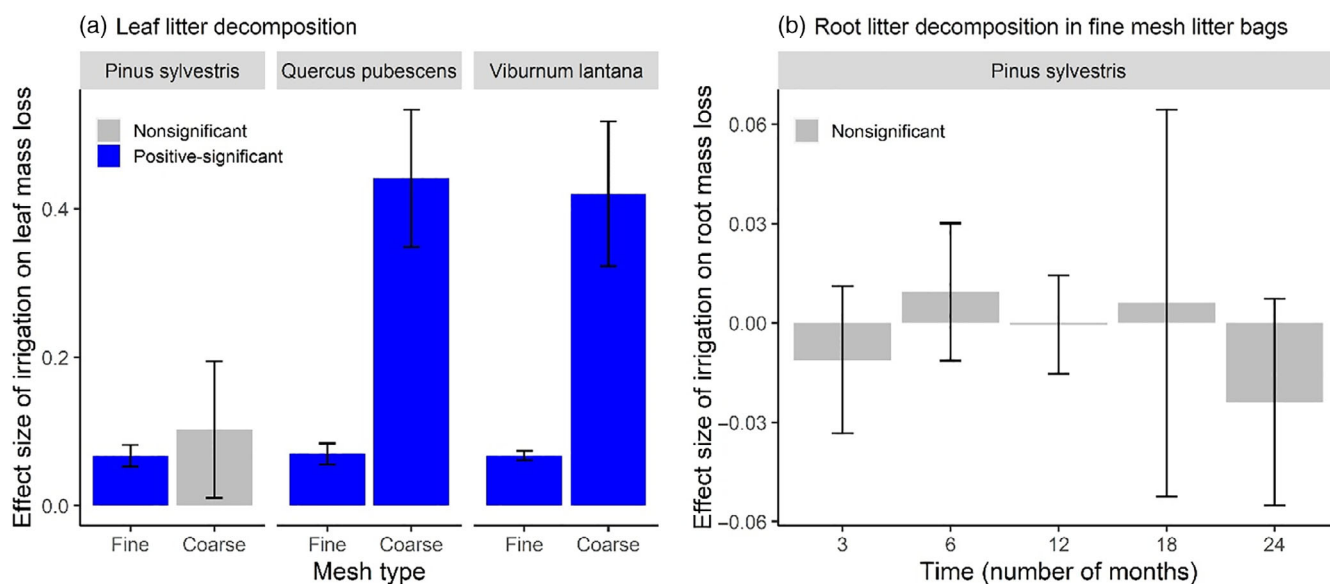 (a) Leaf litter decomposition
Pinus sylvestris
Quercus pubescens
Viburnum lantana
Nonsignificant
Positive-significant
Effect size of irrigation on leaf mass loss
0.4
0.2
0.0
Fine
Coarse
Fine
Coarse
Fine
Coarse
Mesh type
(b) Root litter decomposition in fine mesh litter bags
Pinus sylvestris
Nonsignificant
Effect size of irrigation on root mass loss
0.06
0.03
0.00
−0.03
−0.06
3
6
12
18
24
Time (number of months)